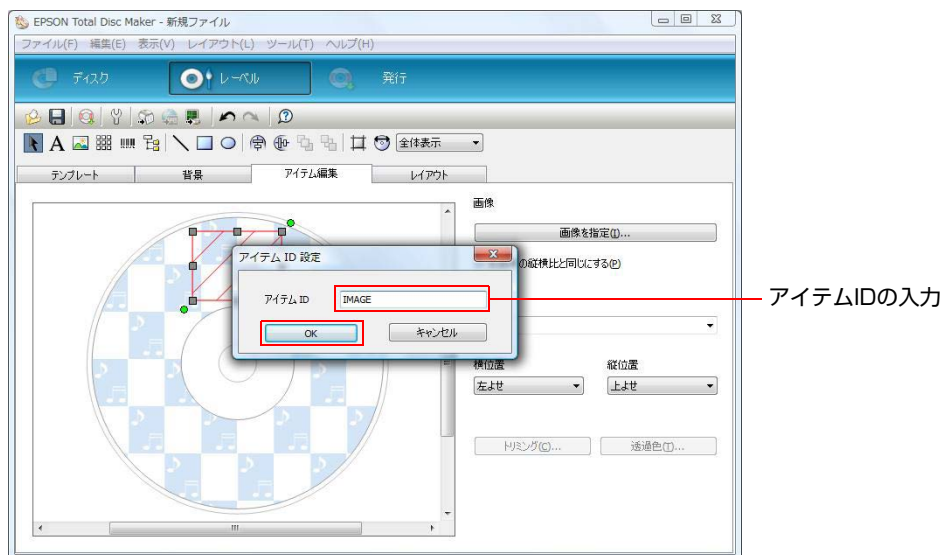 EPSON Total Disc Maker - 新規ファイル
ファイル(F) 編集(E) 表示(V) レイアウト(L) ツール(T) ヘルプ(H)
ディスク レーベル 発行
A 全体表示
テンプレート 背景 アイテム編集 レイアウト
画像
画像を指定(I)...
の縦横比と同じにする(P)
アイテム ID 設定
アイテム ID IMAGE
OK キャンセル
アイテムIDの入力
横位置 縦位置
左よせ 上よせ
トリミング(C)... 透過色(T)...